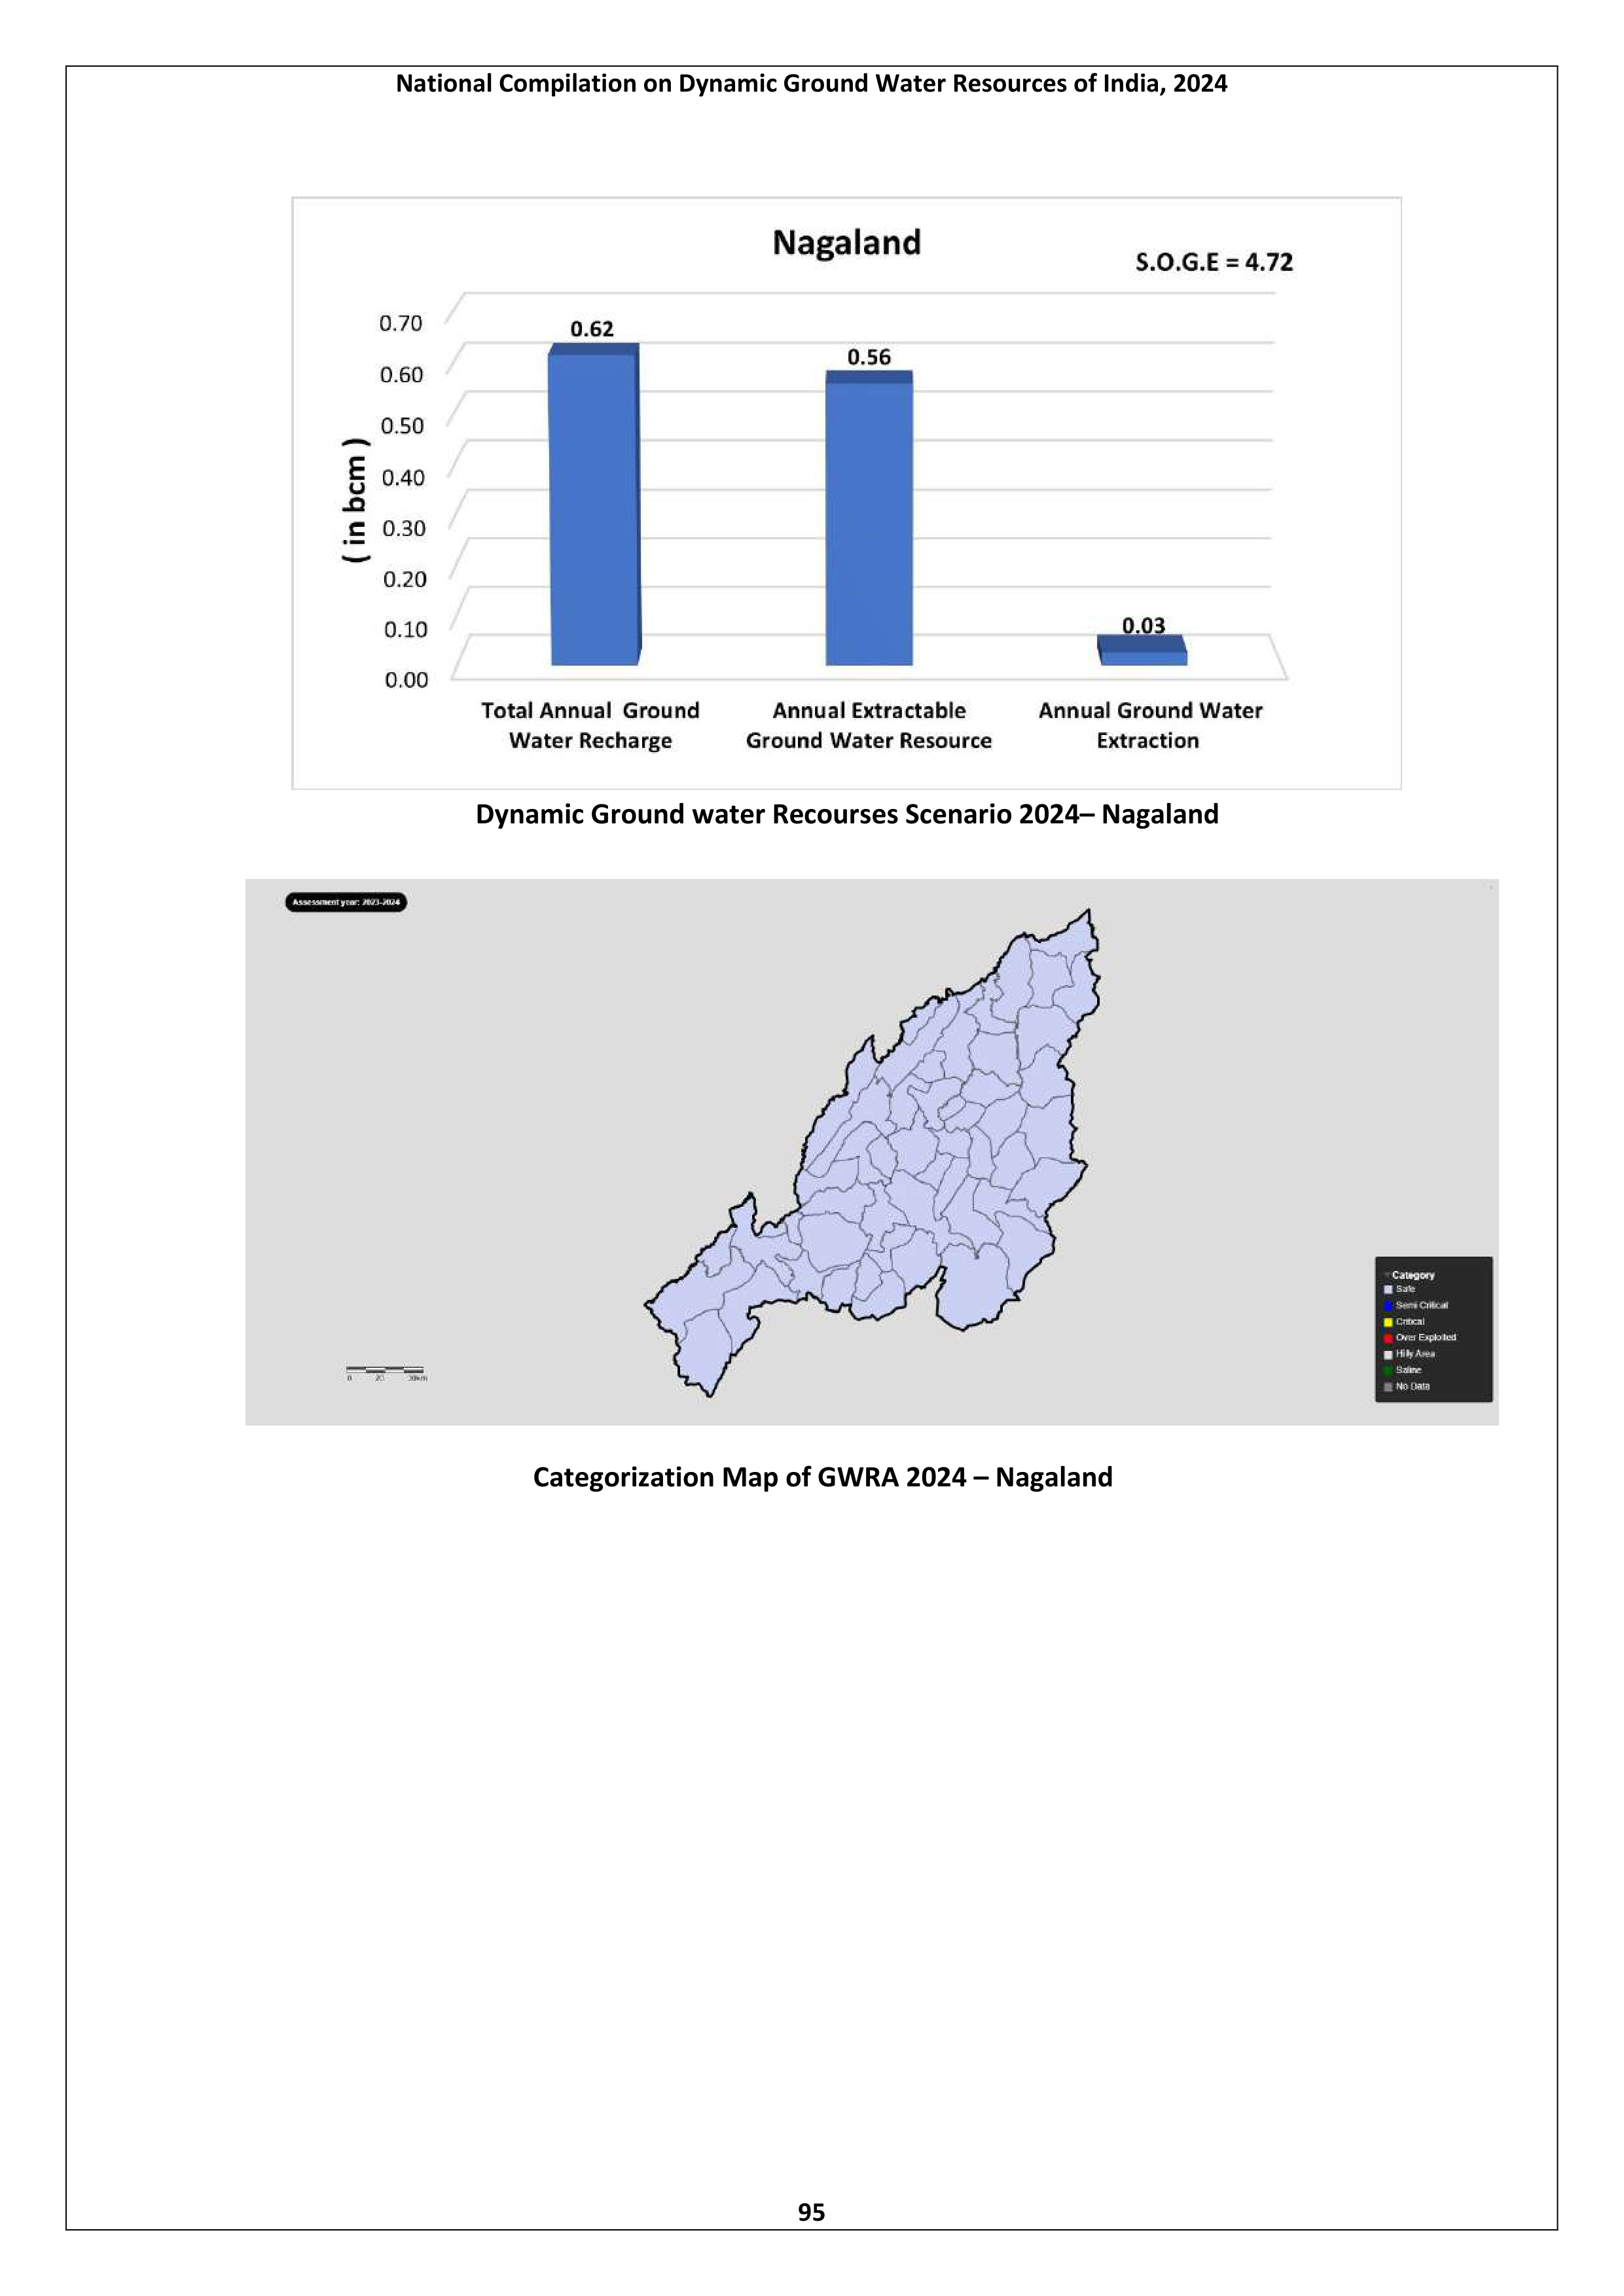 National Compilation on Dynamic Ground Water Resources of India, 2024
Nagaland
S.O.G.E = 4.72
0.70
0.60
0.50
0.40
0.30
0.20
0.10
0.00
( in bcm )
0.62
0.56
0.03
Total Annual Ground
Water Recharge
Annual Extractable
Ground Water Resource
Annual Ground Water
Extraction
Dynamic Ground water Recourses Scenario 2024– Nagaland
Assessment year: 2023-2024
Category
Safe
Semi Critical
Critical
Over Exploited
Hilly Area
Saline
No Data
0 20
Categorization Map of GWRA 2024 – Nagaland
95